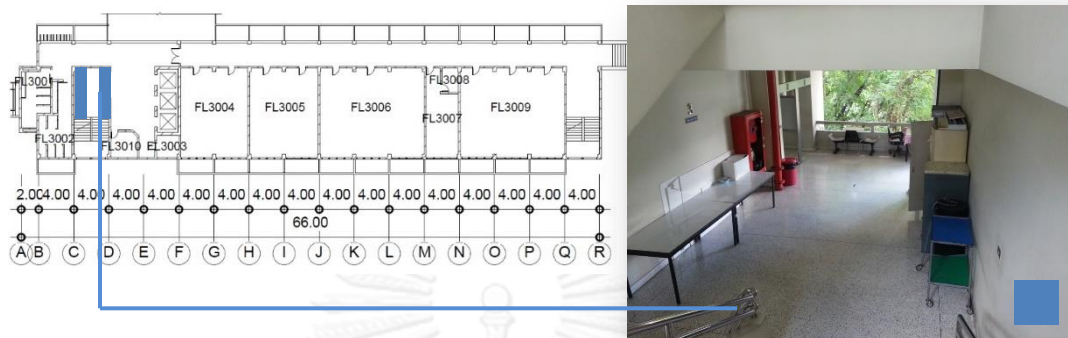 FL3001
FL3008
FL3004 FL3005 FL3006 FL3009
FL3007
FL3002 FL3010 FL3003
2.00 4.00 4.00 4.00 4.00 4.00 4.00 4.00 4.00 4.00 4.00 4.00 4.00 4.00 4.00 4.00 4.00
66.00
A B C D E F G H I J K L M N O P Q R